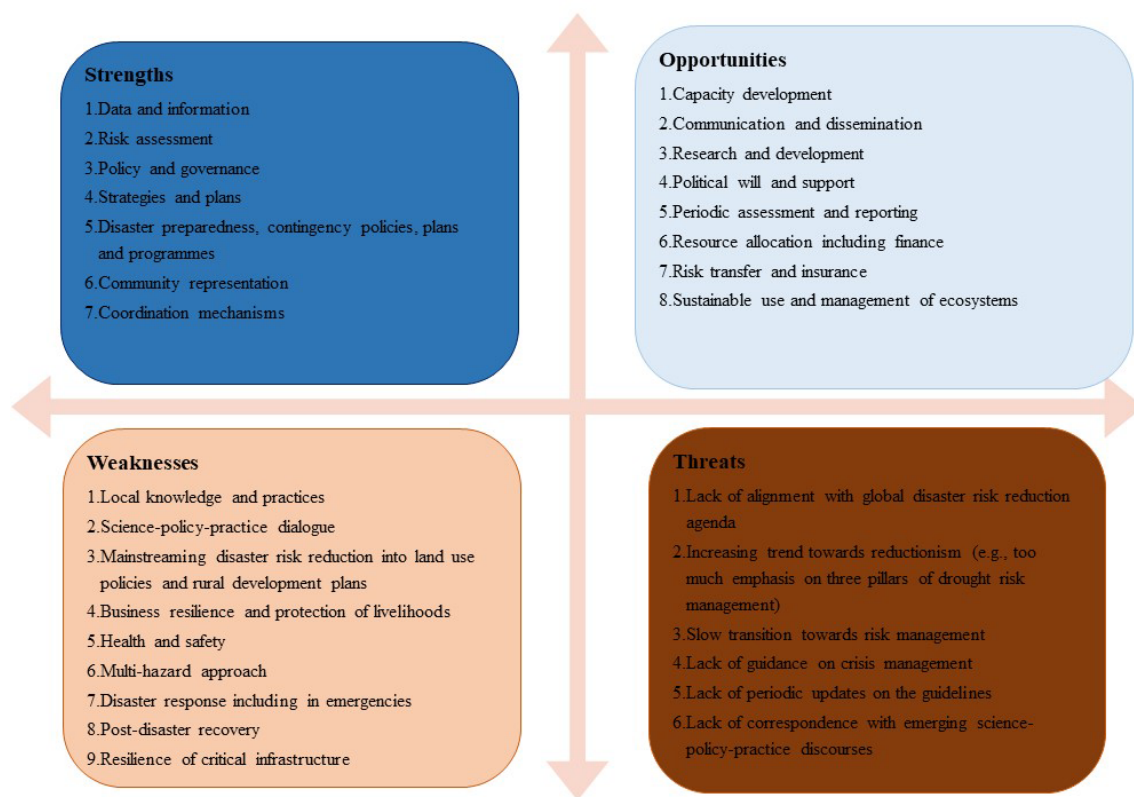 Strengths
1.Data and information
2.Risk assessment
3.Policy and governance
4.Strategies and plans
5.Disaster preparedness, contingency policies, plans
and programmes
6.Community representation
7.Coordination mechanisms
Opportunities
1.Capacity development
2.Communication and dissemination
3.Research and development
4.Political will and support
5.Periodic assessment and reporting
6.Resource allocation including finance
7.Risk transfer and insurance
8.Sustainable use and management of ecosystems
Weaknesses
1.Local knowledge and practices
2.Science-policy-practice dialogue
3.Mainstreaming disaster risk reduction into land use
policies and rural development plans
4.Business resilience and protection of livelihoods
5.Health and safety
6.Multi-hazard approach
7.Disaster response including in emergencies
8.Post-disaster recovery
9.Resilience of critical infrastructure
Threats
1.Lack of alignment with global disaster risk reduction
agenda
2.Increasing trend towards reductionism (e.g., too
much emphasis on three pillars of drought risk
management)
3.Slow transition towards risk management
4.Lack of guidance on crisis management
5.Lack of periodic updates on the guidelines
6.Lack of correspondence with emerging science-
policy-practice discourses